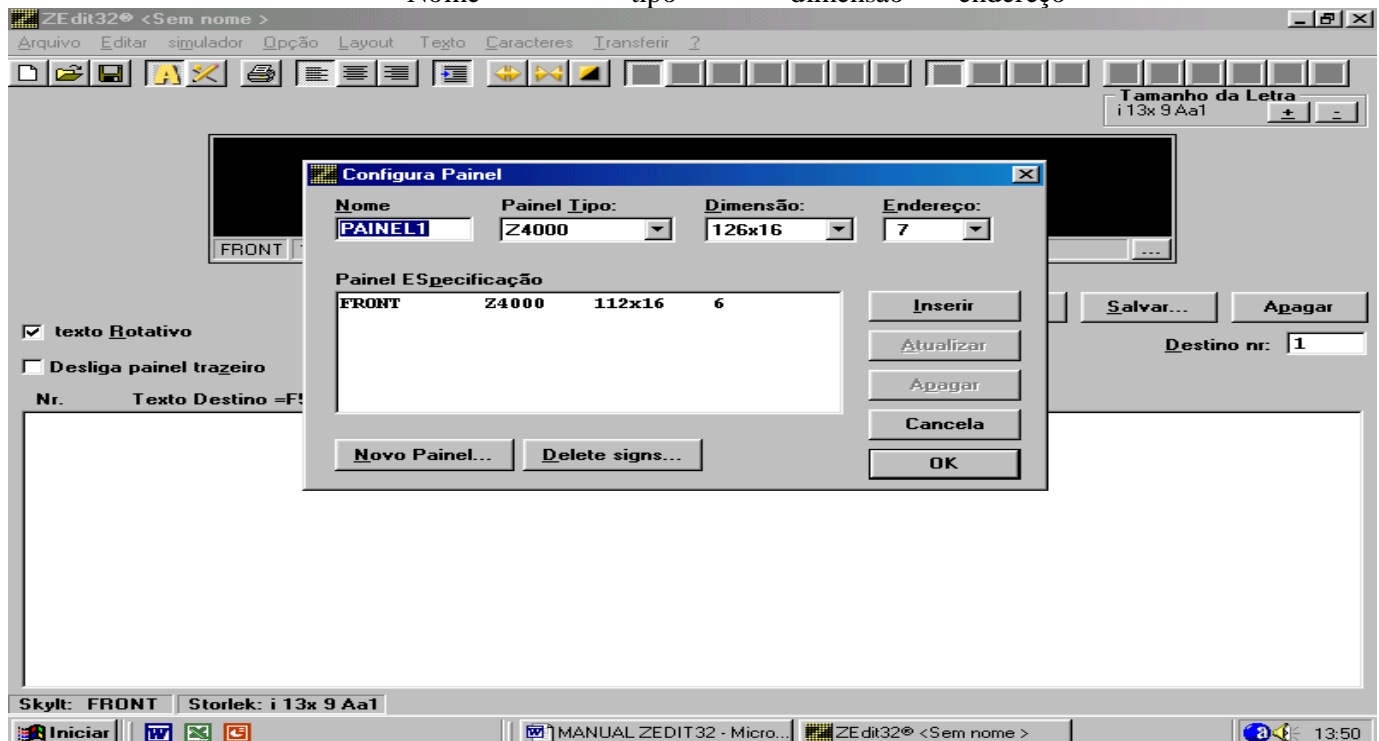 Nome tipo dimensão endereço
ZEdit32® <Sem nome >
Arquivo Editar simulador Opção Layout Texto Caracteres Transferir ?
Tamanho da Letra
i 13x 9 Aa1 + -
Configura Painel
Nome Painel Tipo: Dimensão: Endereço:
PAINEL1 Z4000 126x16 7
FRONT ...
Painel ESpecificação
FRONT Z4000 112x16 6
Inserir
Salvar... Apagar
texto Rotativo
Atualizar
Destino nr: 1
Desliga painel trazeiro
Apagar
Nr. Texto Destino =F5
Cancela
Novo Painel... Delete signs...
OK
Skylt: FRONT Storlek: i 13x 9 Aa1
Iniciar MANUAL ZEDIT32 - Micro... ZEdit32® <Sem nome > 13:50